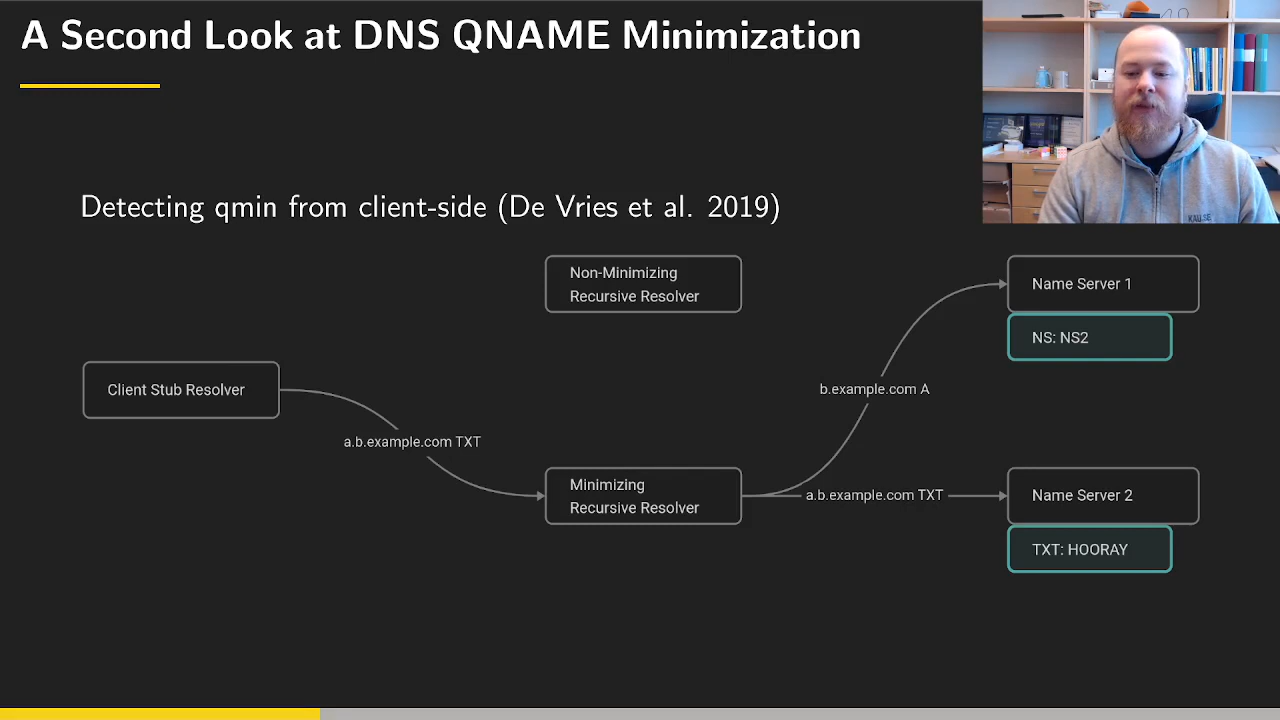 A Second Look at DNS QNAME Minimization
KAU.SE
Detecting qmin from client-side (De Vries et al. 2019)
Non-Minimizing
Recursive Resolver
Name Server 1
NS: NS2
Client Stub Resolver
b.example.com A
a.b.example.com TXT
Minimizing
Recursive Resolver
a.b.example.com TXT
Name Server 2
TXT: HOORAY